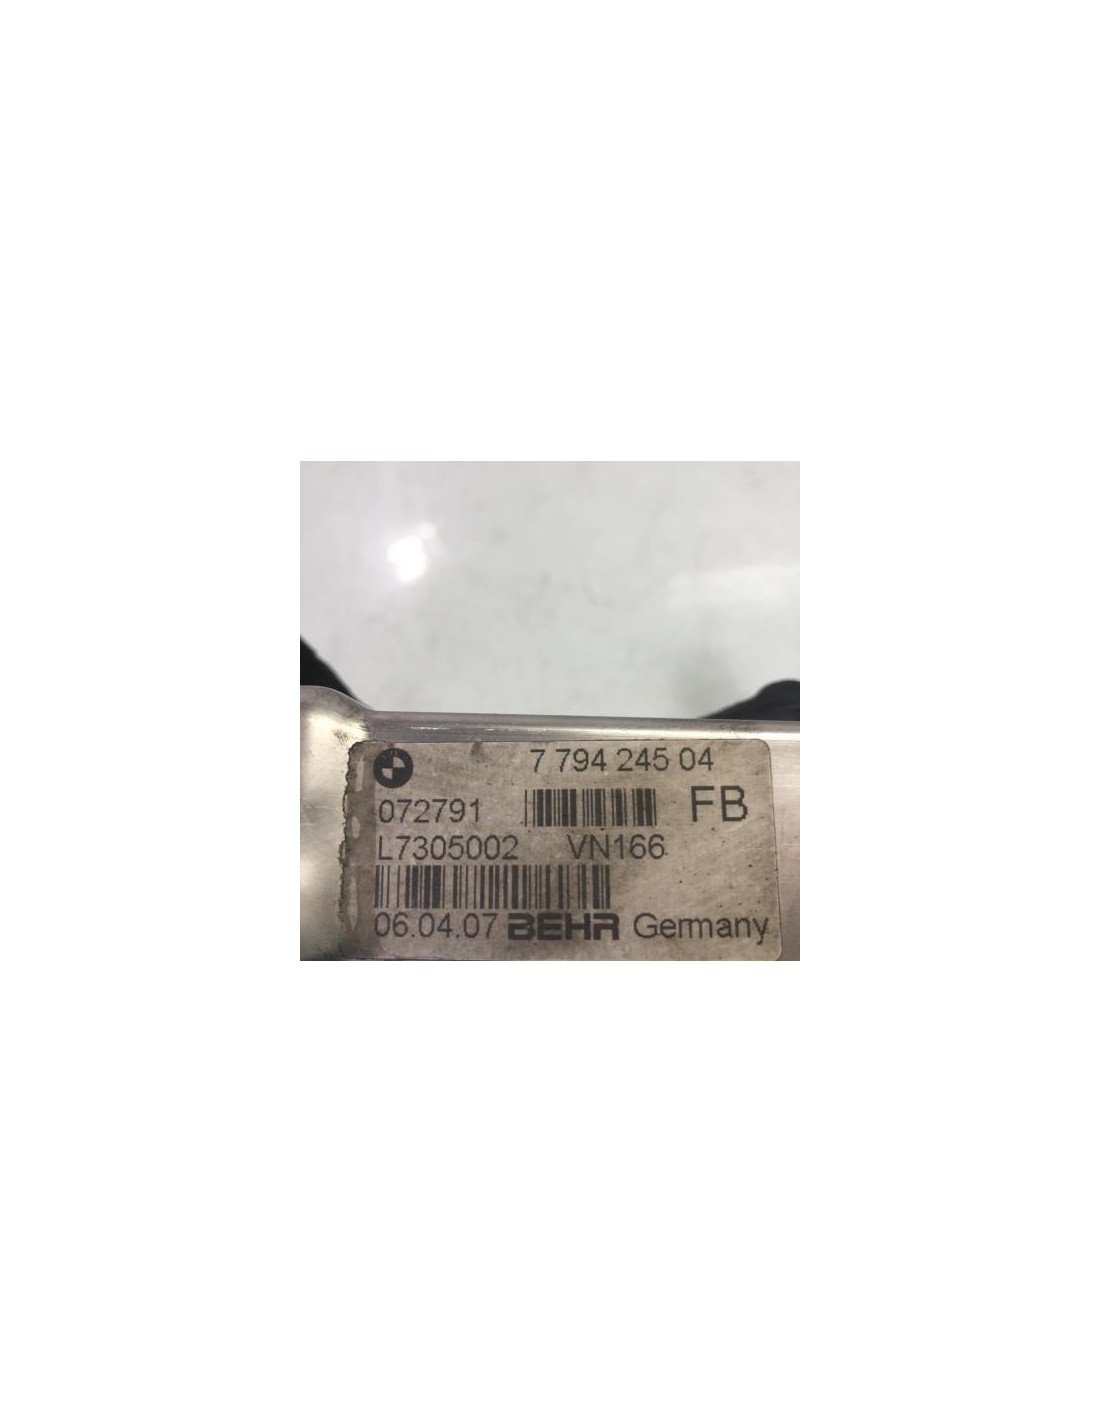 7 794 245 04
072791 FB
L7305002 VN166
06.04.07 BEHR Germany